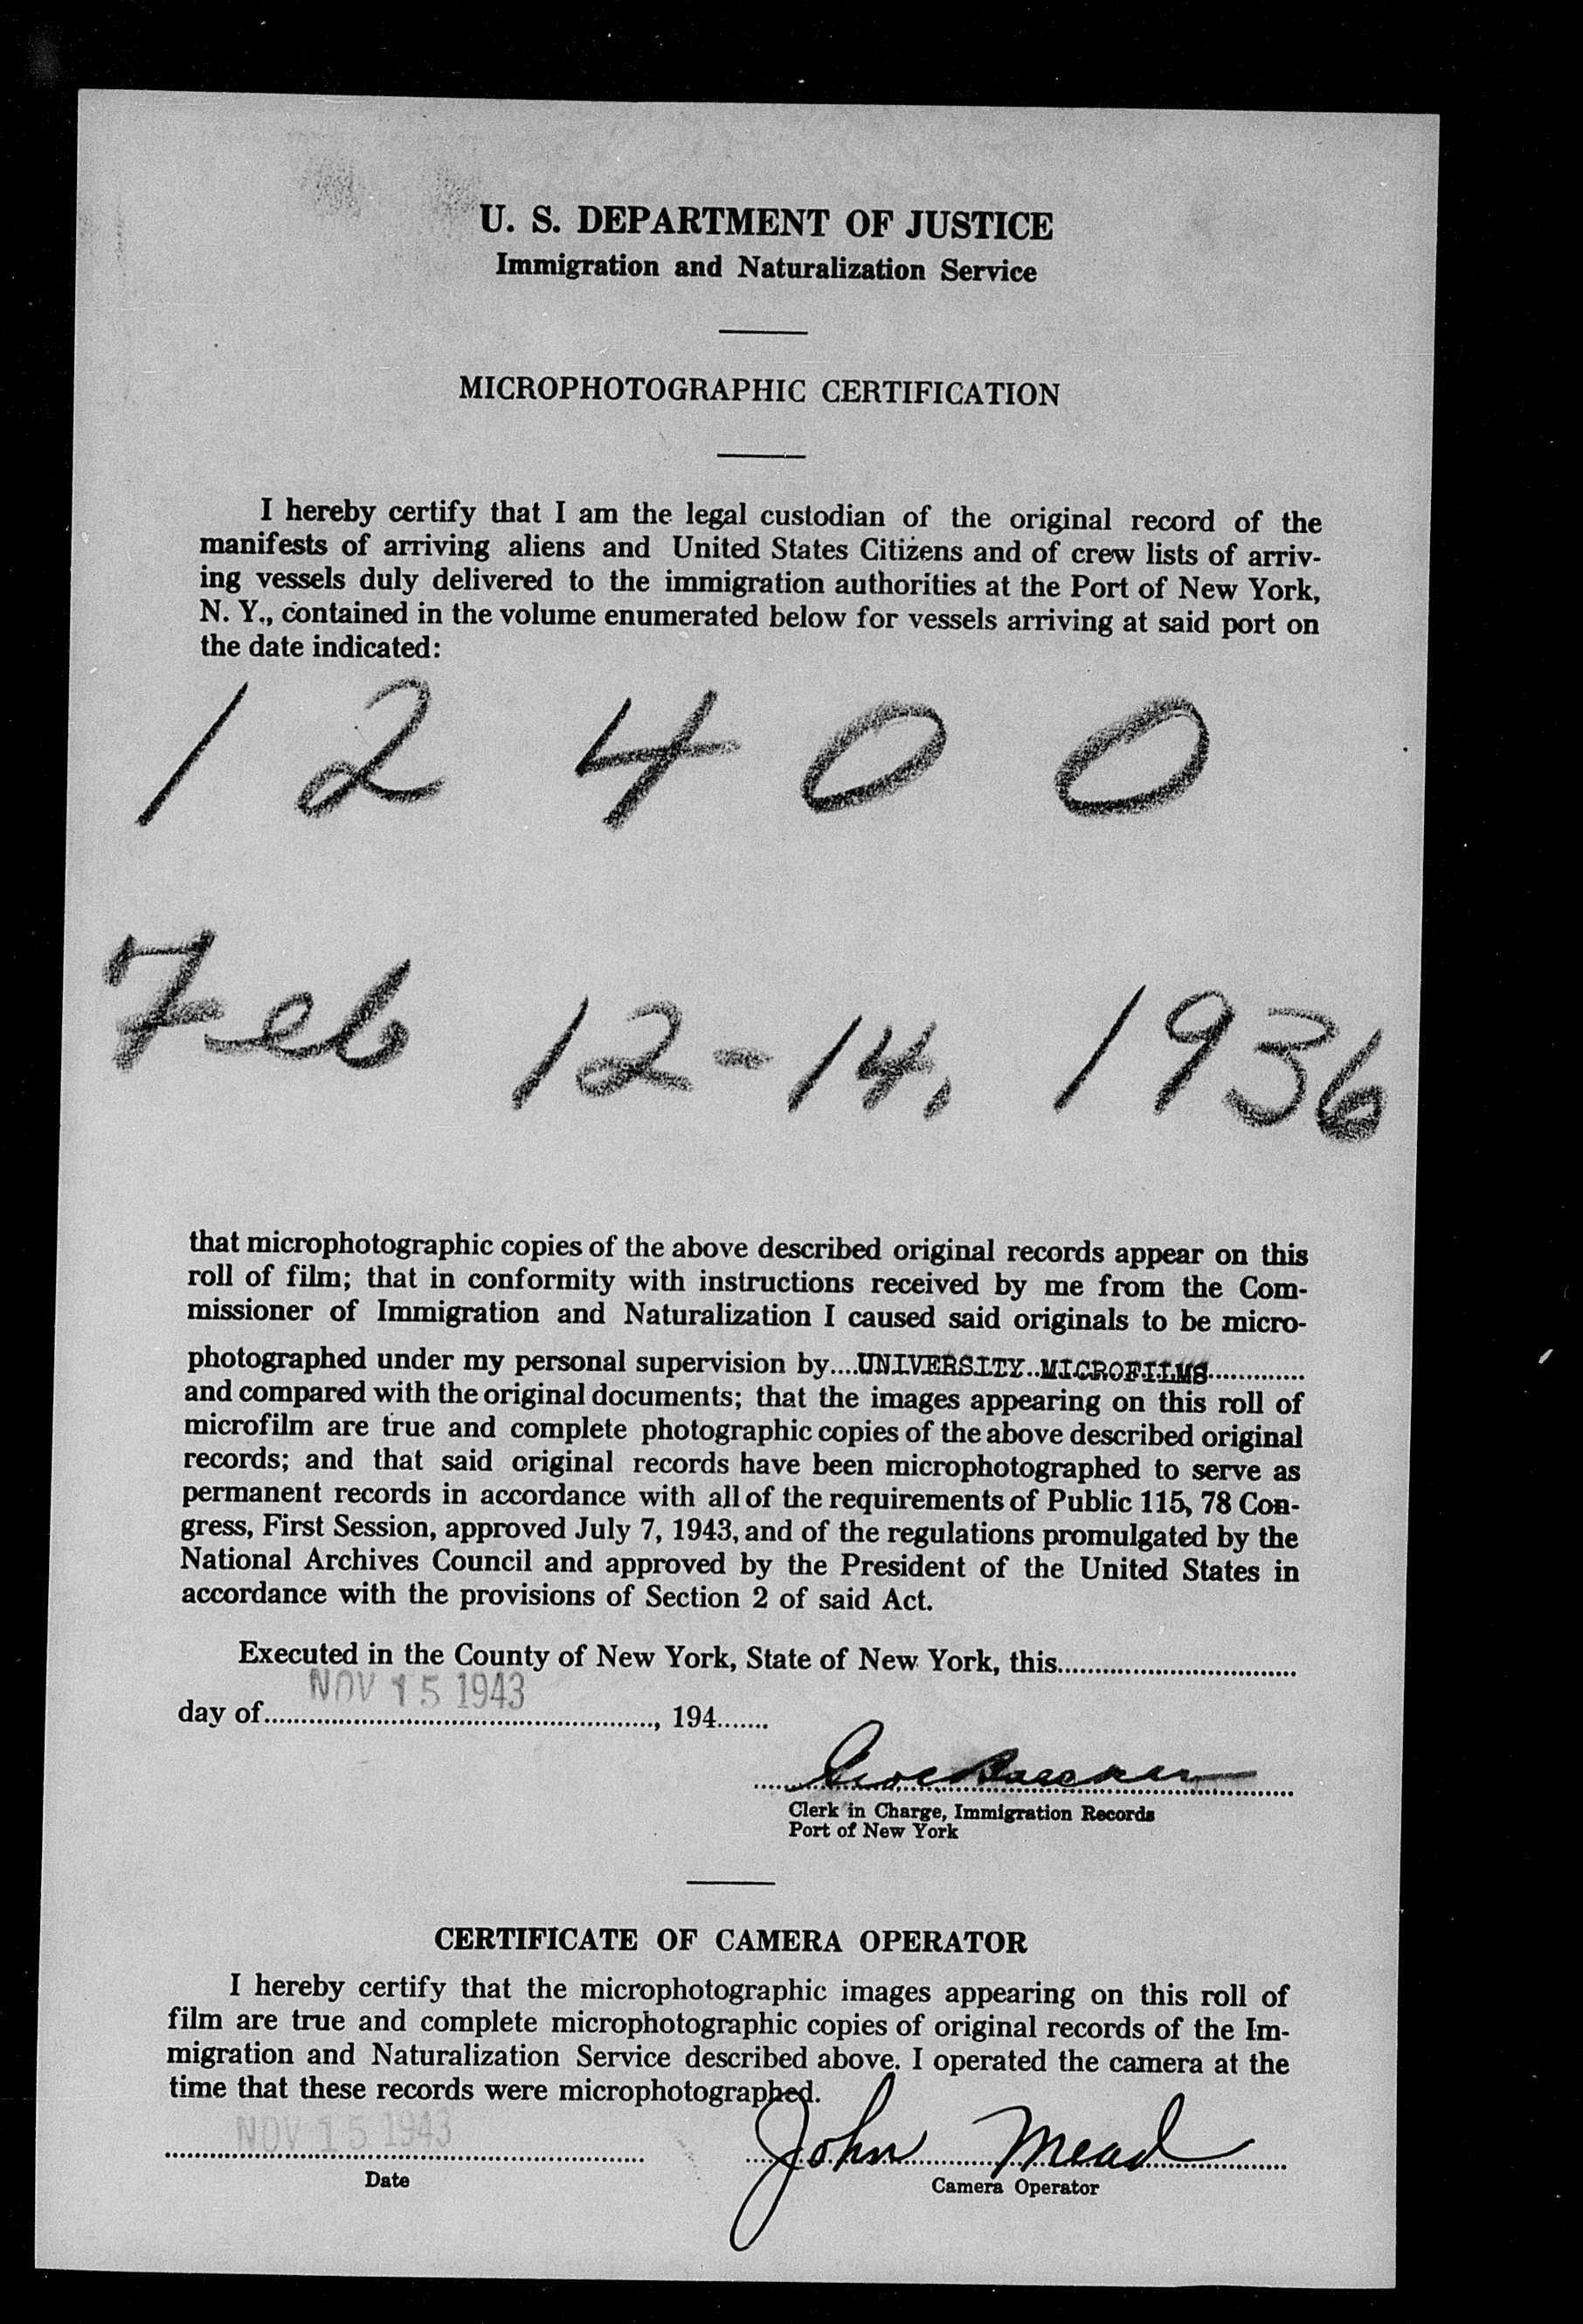 U. S. DEPARTMENT OF JUSTICE
Immigration and Naturalization Service
MICROPHOTOGRAPHIC CERTIFICATION
I hereby certify that I am the legal custodian of the original record of the
manifests of arriving aliens and United States Citizens and of crew lists of arriv-
ing vessels duly delivered to the immigration authorities at the Port of New York,
N. Y., contained in the volume enumerated below for vessels arriving at said port on
the date indicated:
1 2 4 0 0
Feb 12-14, 1936
that microphotographic copies of the above described original records appear on this
roll of film; that in conformity with instructions received by me from the Com-
missioner of Immigration and Naturalization I caused said originals to be micro-
photographed under my personal supervision by....UNIVERSITY..MICROFILMS..............
and compared with the original documents; that the images appearing on this roll of
microfilm are true and complete photographic copies of the above described original
records; and that said original records have been microphotographed to serve as
permanent records in accordance with all of the requirements of Public 115, 78 Con-
gress, First Session, approved July 7, 1943, and of the regulations promulgated by the
National Archives Council and approved by the President of the United States in
accordance with the provisions of Section 2 of said Act.
Executed in the County of New York, State of New York, this................................
NOV 15 1943
day of....................................................., 194.......
Clerk in Charge, Immigration Records
Port of New York
CERTIFICATE OF CAMERA OPERATOR
I hereby certify that the microphotographic images appearing on this roll of
film are true and complete microphotographic copies of original records of the Im-
migration and Naturalization Service described above. I operated the camera at the
time that these records were microphotographed.
NOV 15 1943
John Mead
Date
Camera Operator